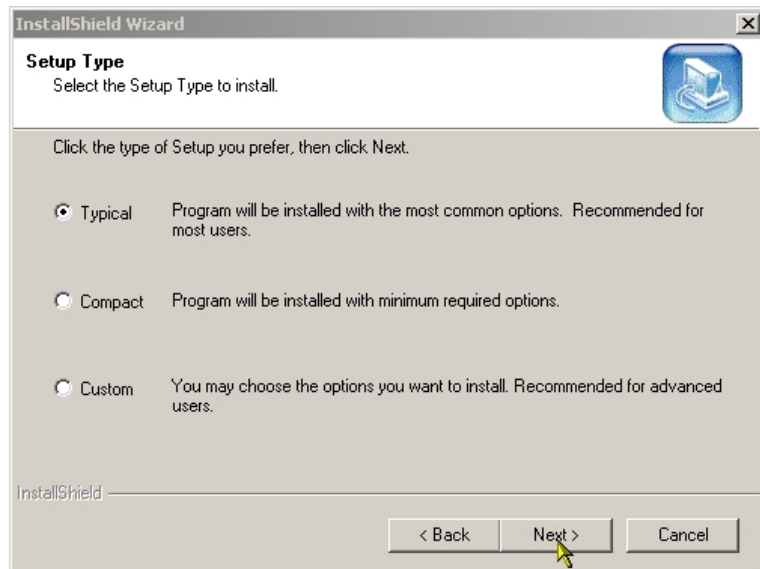 InstallShield Wizard
Setup Type
Select the Setup Type to install.
Click the type of Setup you prefer, then click Next.
Typical Program will be installed with the most common options. Recommended for
most users.
Compact Program will be installed with minimum required options.
Custom You may choose the options you want to install. Recommended for advanced
users.
InstallShield
< Back Next > Cancel